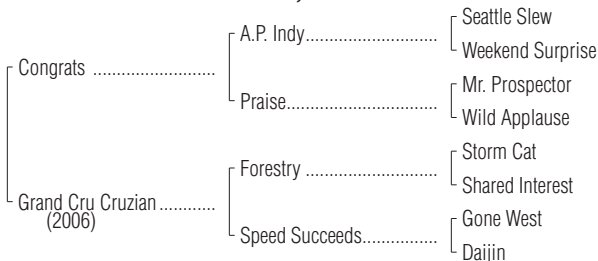 Seattle Slew
A.P. Indy..............................
Weekend Surprise
Congrats ........................
Mr. Prospector
Praise..................................
Wild Applause
Storm Cat
Forestry ..............................
Shared Interest
Grand Cru Cruzian ...........
(2006)
Gone West
Speed Succeeds.................
Daijin